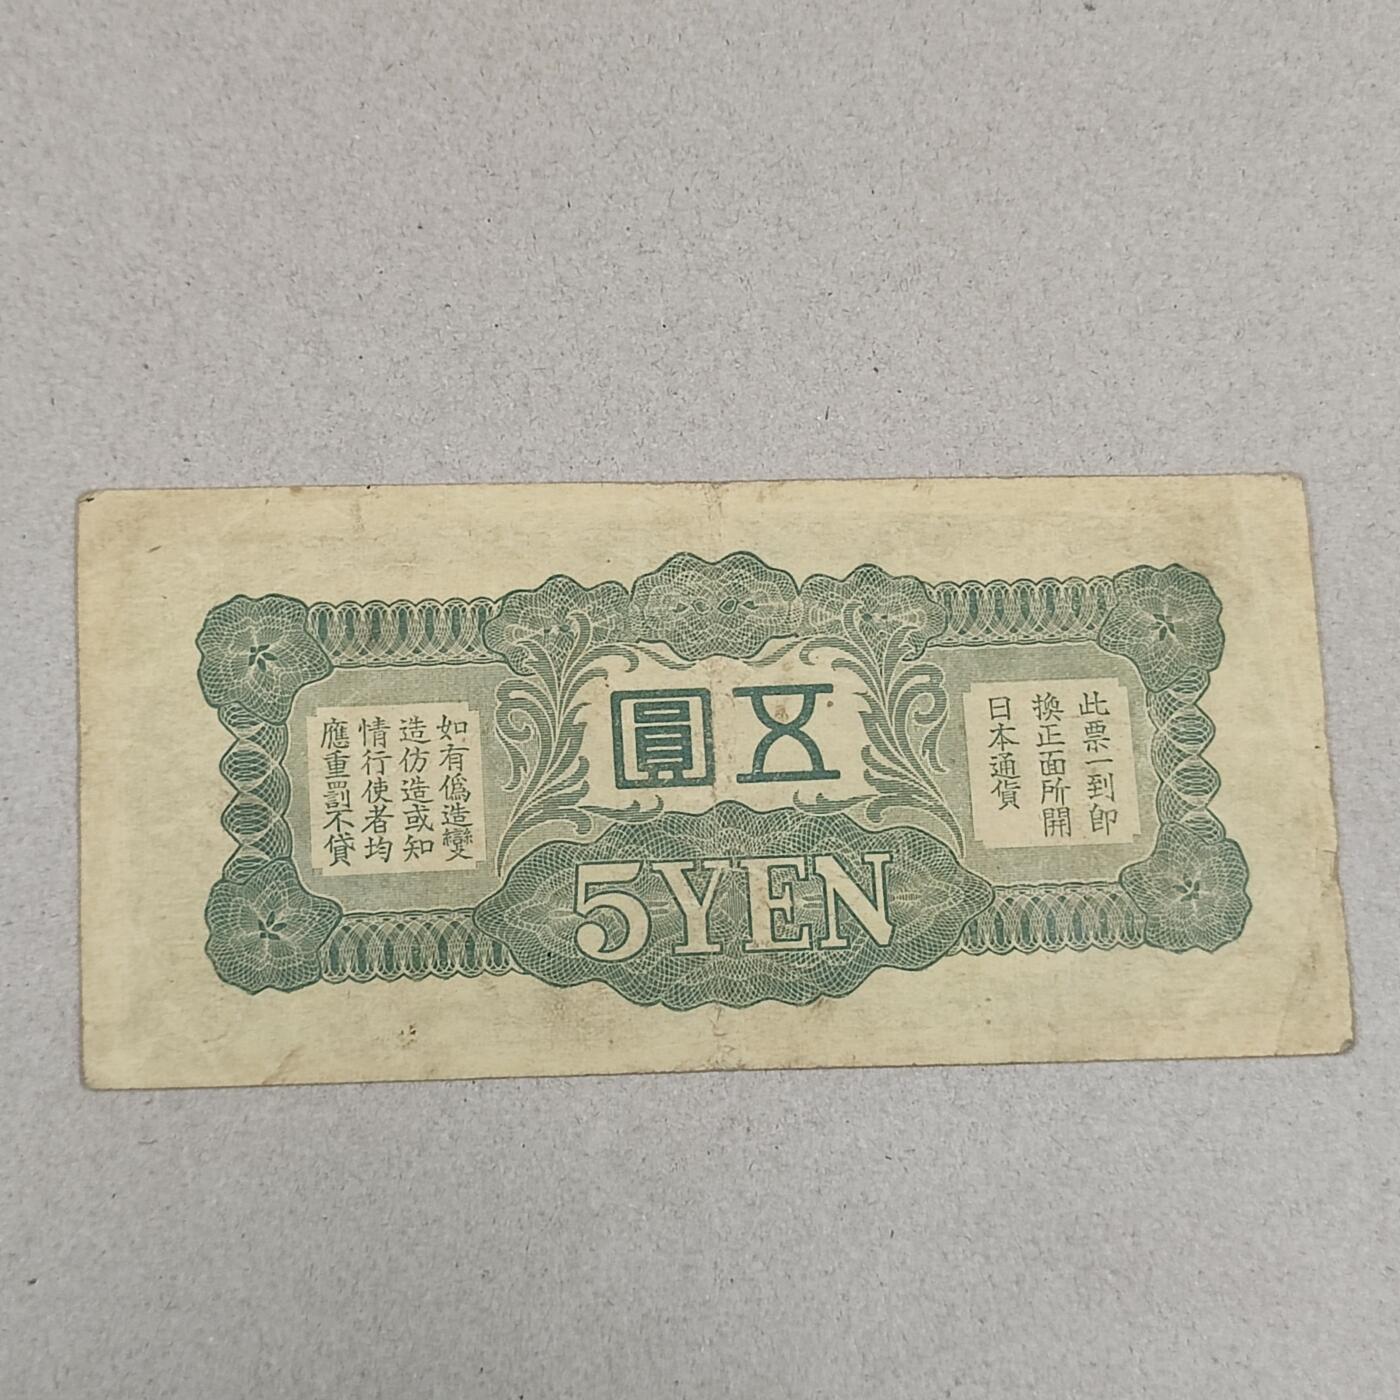 五圓
5YEN
此票一到即
換正面所開
日本通貨
如有僞造變
造仿造或知
情行使者均
應重罰不貸